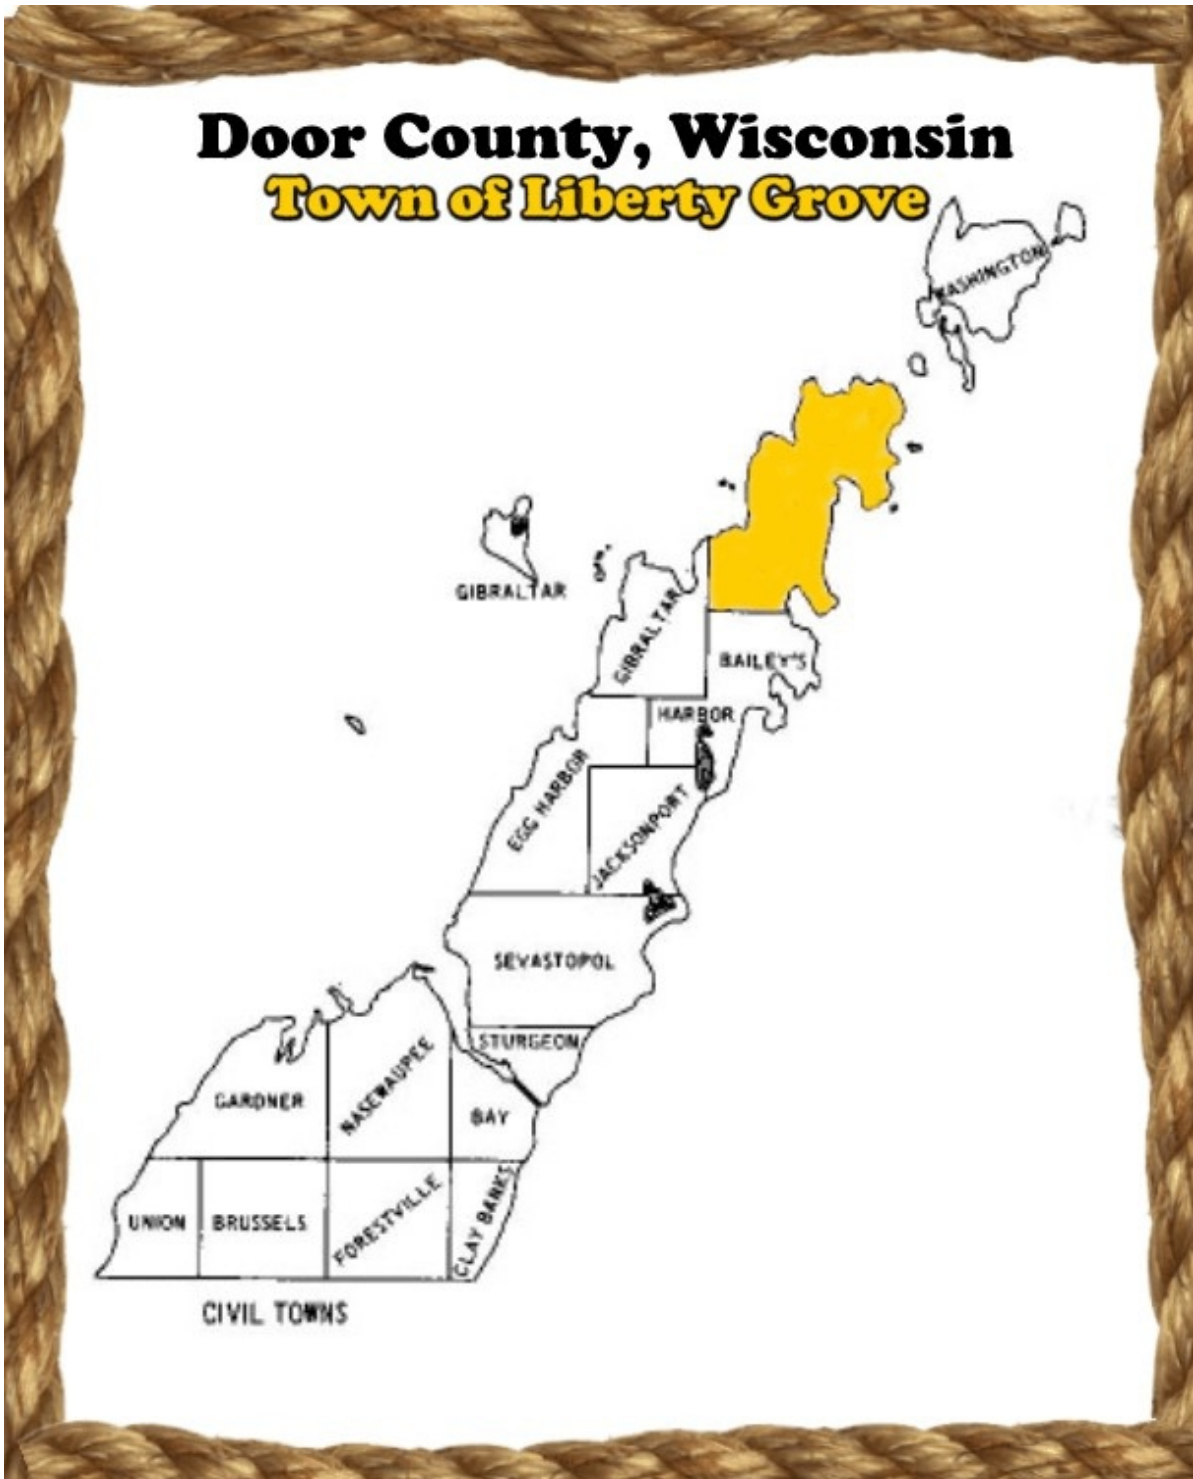 Door County, Wisconsin
Town of Liberty Grove
WASHINGTON
GIBRALTAR
GIBRALTAR
BAILEY'S
HARBOR
EGG HARBOR
JACKSONPORT
SEVASTOPOL
STURGEON
BAY
NASEWAUPEE
GARDNER
UNION
BRUSSELS
FORESTVILLE
CLAY BANKS
CIVIL TOWNS